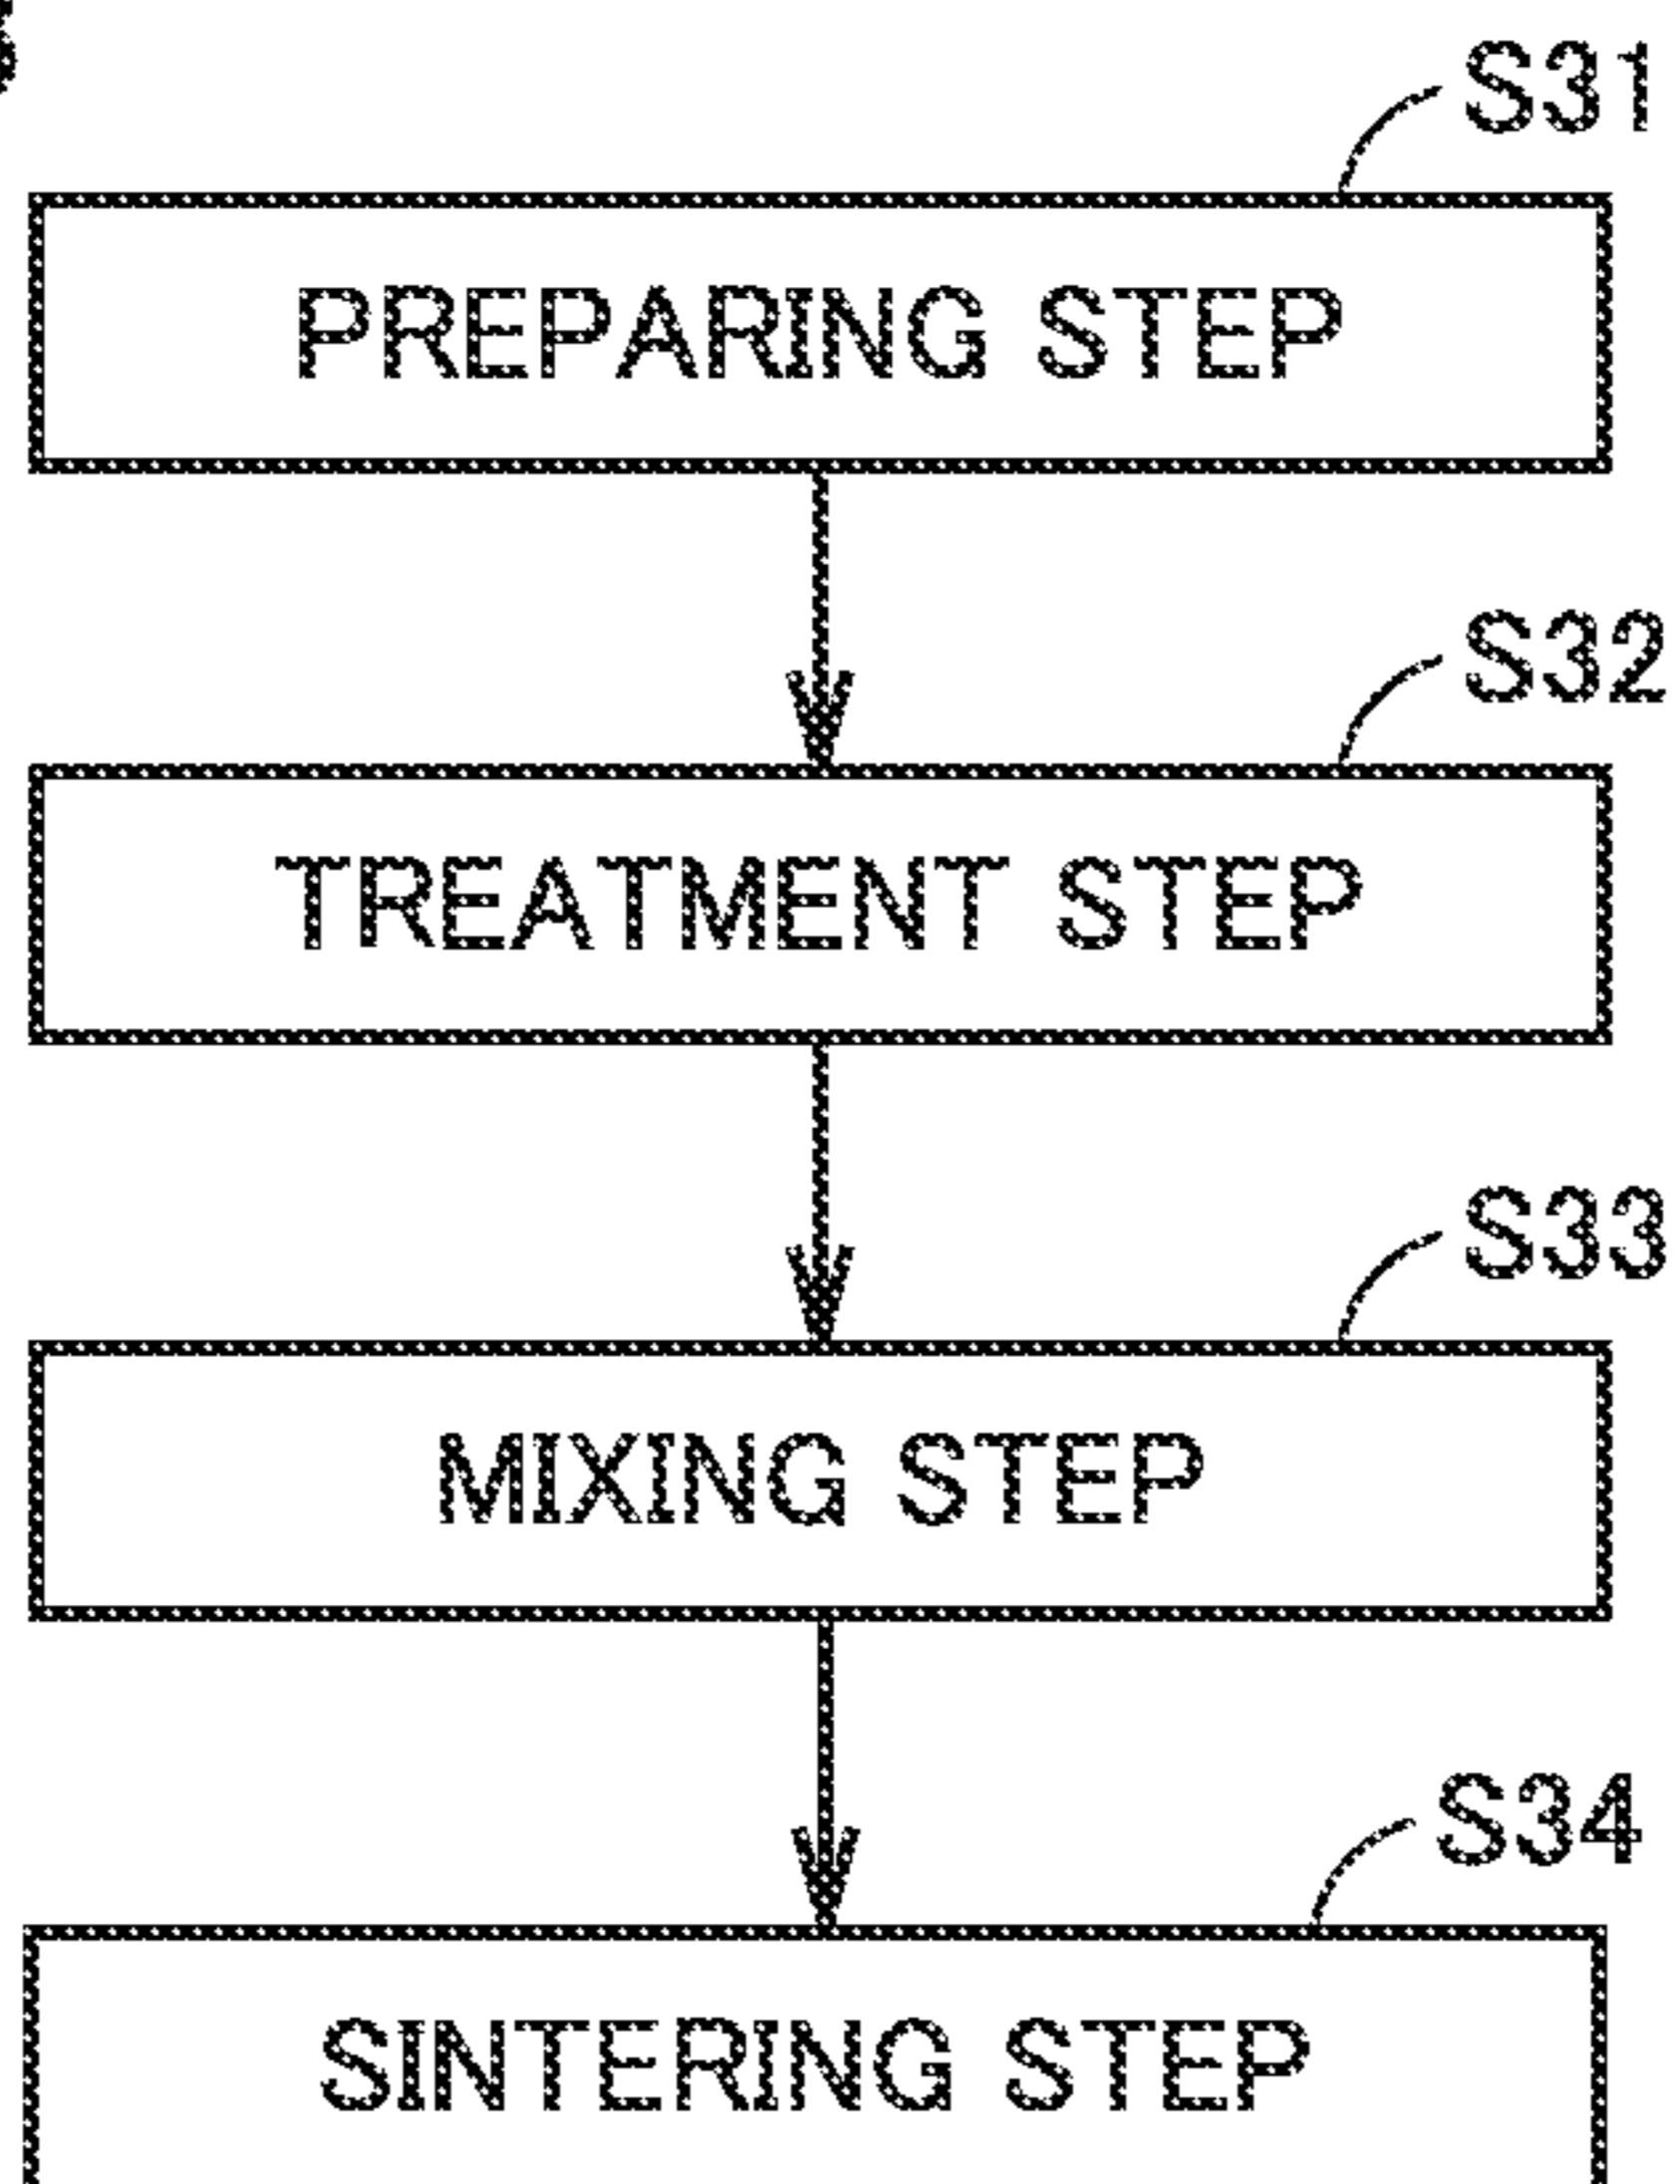 S31
PREPARING STEP
S32
TREATMENT STEP
S33
MIXING STEP
S34
SINTERING STEP